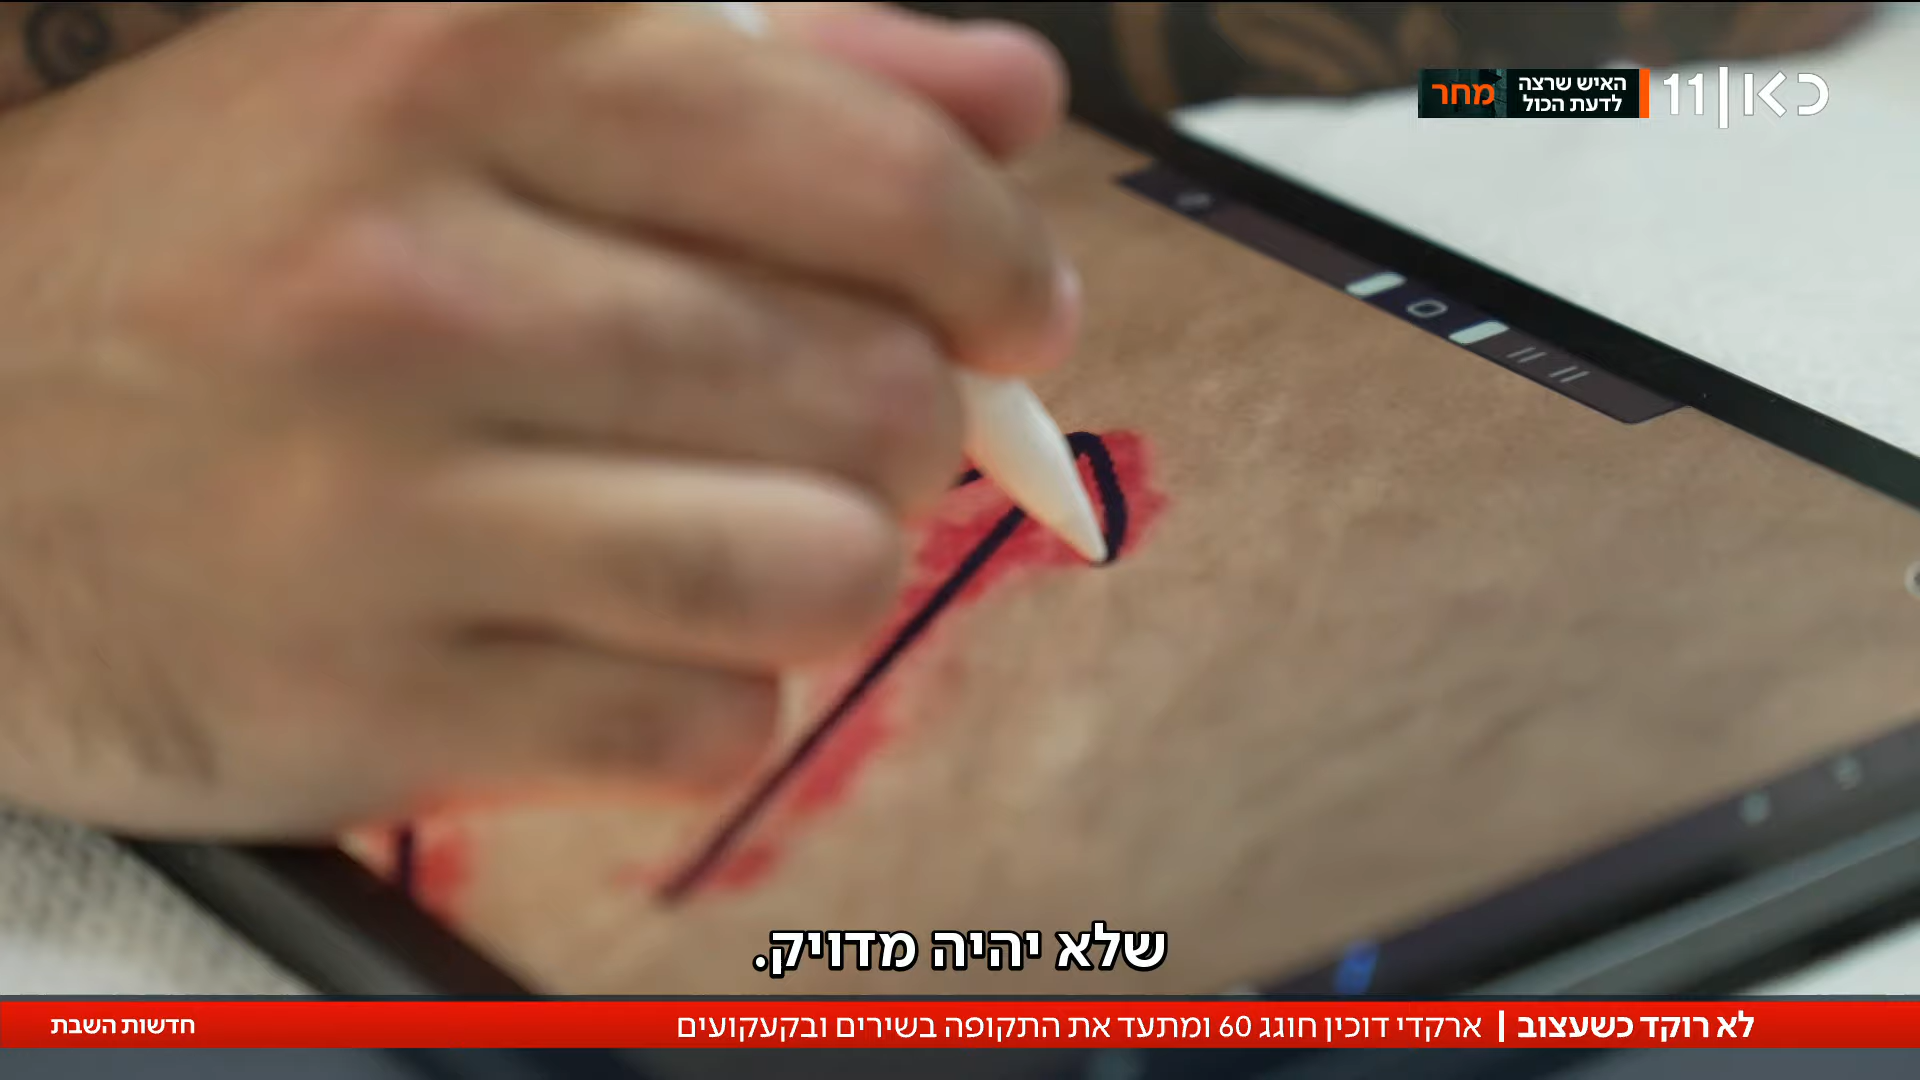 כאן|11
האיש שרצה
לדעת הכול
מחר
שלא יהיה מדויק.
לא רוקד כשעצוב | ארקדי דוכין חוגג 60 ומתעד את התקופה בשירים ובקעקועים
חדשות השבת